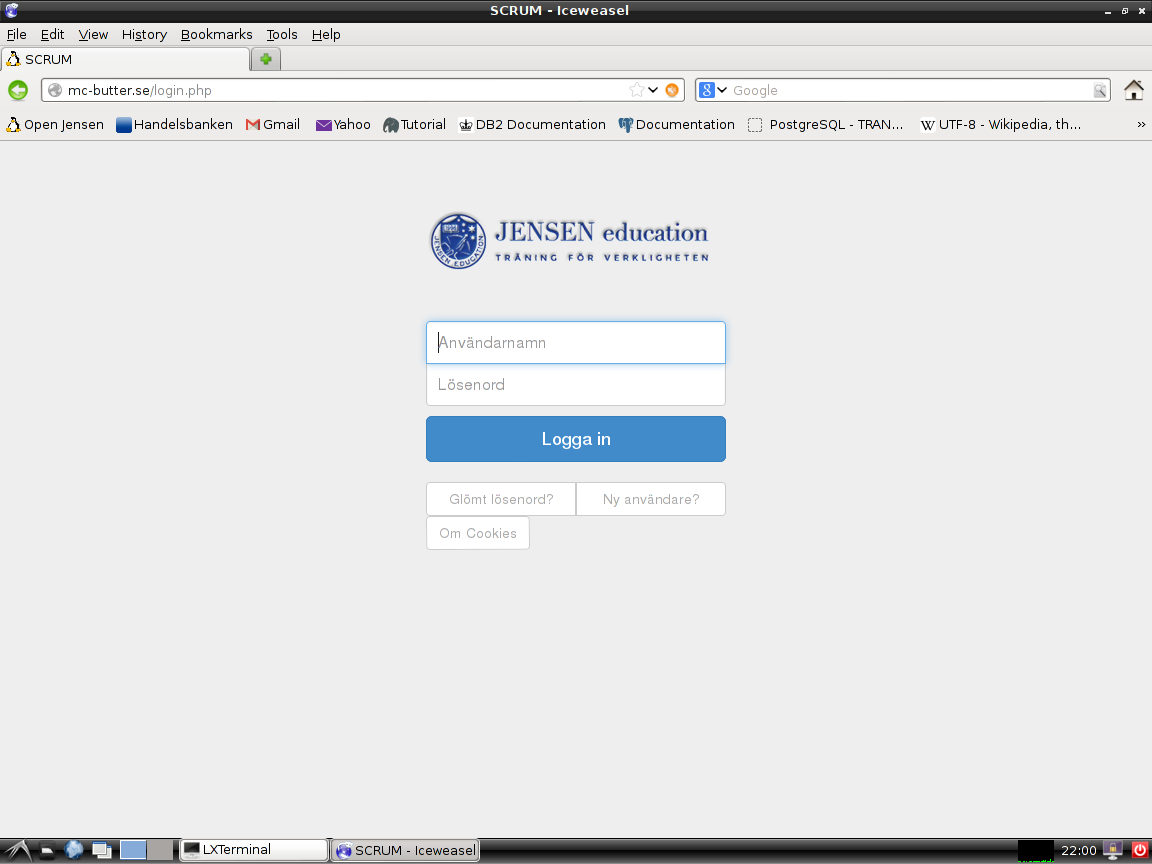 SCRUM - Iceweasel
File Edit View History Bookmarks Tools Help
SCRUM
mc-butter.se/login.php
Google
Open Jensen Handelsbanken Gmail Yahoo Tutorial DB2 Documentation Documentation PostgreSQL - TRAN... UTF-8 - Wikipedia, th... »
JENSEN education
TRÄNING FÖR VERKLIGHETEN
Användarnamn
Lösenord
Logga in
Glömt lösenord? Ny användare?
Om Cookies
LXTerminal SCRUM - Iceweasel 22:00